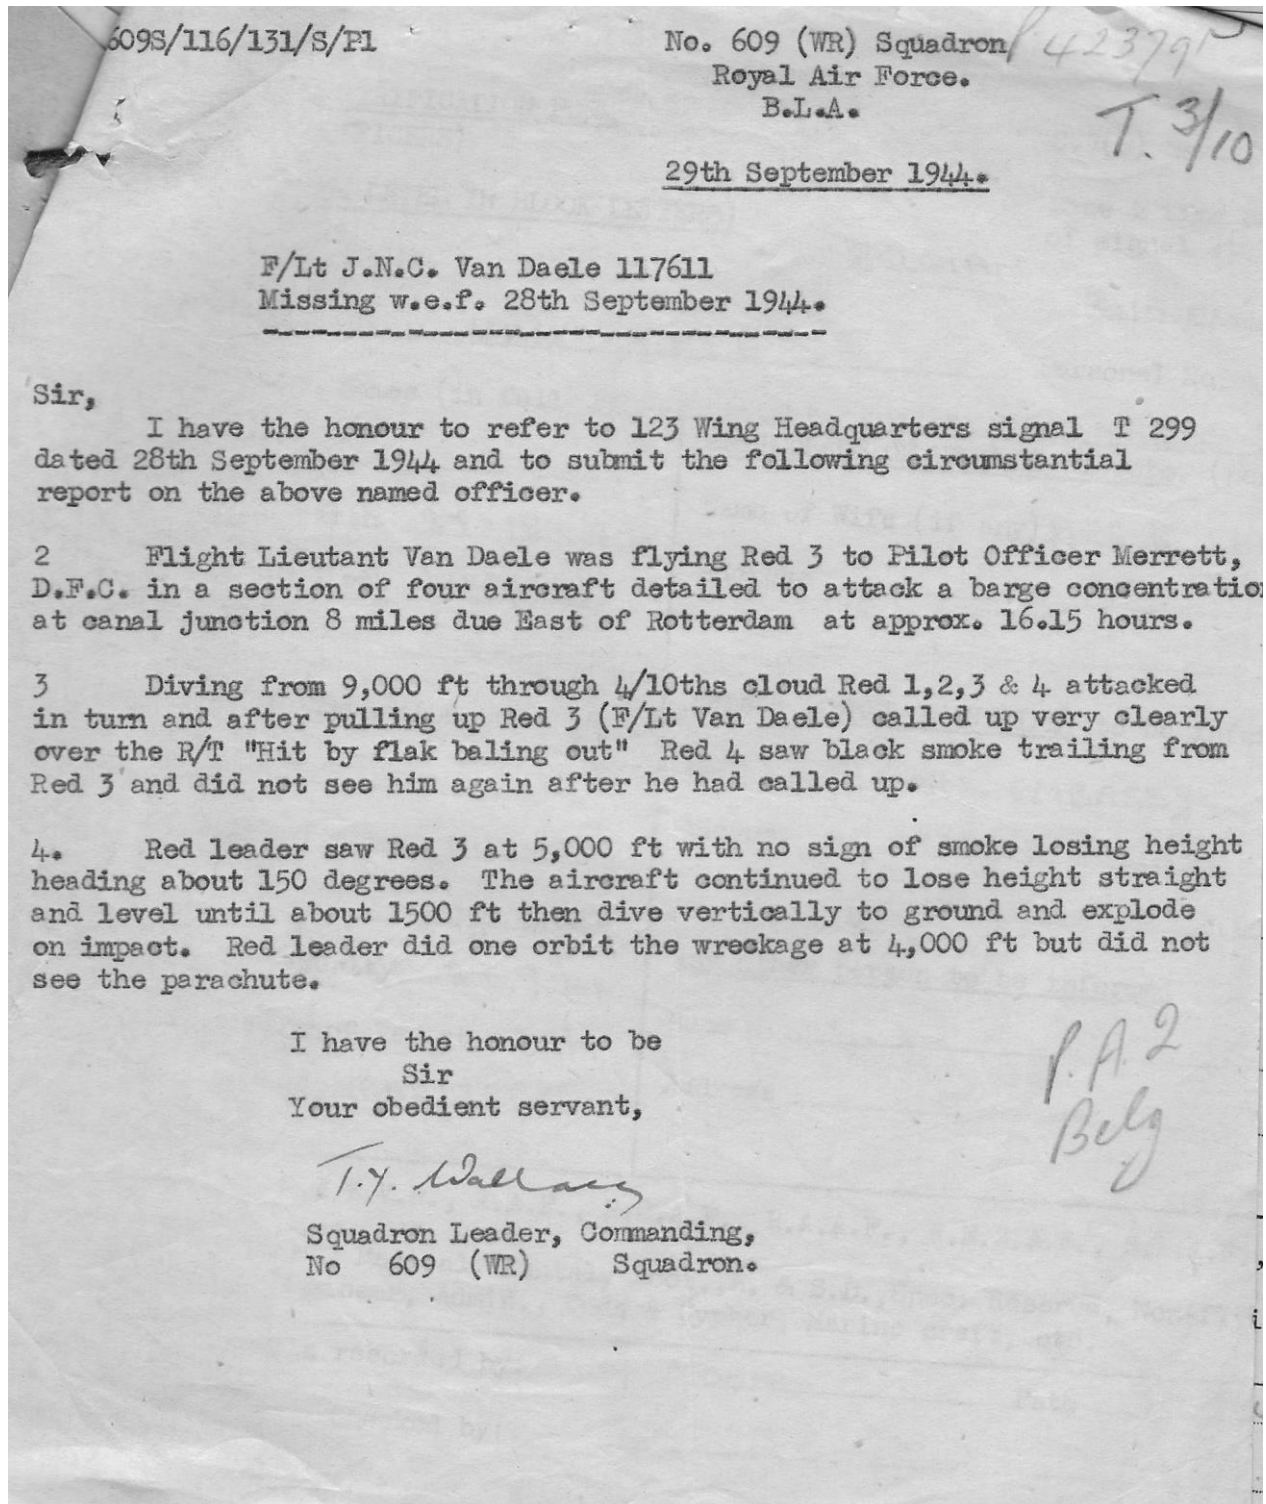 609S/116/131/S/P1
No. 609 (WR) Squadron
Royal Air Force.
B.L.A.
P 423791
T. 3/10
29th September 1944.
F/Lt J.N.C. Van Daele 117611
Missing w.e.f. 28th September 1944.
Sir,
I have the honour to refer to 123 Wing Headquarters signal T 299
dated 28th September 1944 and to submit the following circumstantial
report on the above named officer.
2 Flight Lieutant Van Daele was flying Red 3 to Pilot Officer Merrett,
D.F.C. in a section of four aircraft detailed to attack a barge concentration
at canal junction 8 miles due East of Rotterdam at approx. 16.15 hours.
3 Diving from 9,000 ft through 4/10ths cloud Red 1,2,3 & 4 attacked
in turn and after pulling up Red 3 (F/Lt Van Daele) called up very clearly
over the R/T "Hit by flak baling out" Red 4 saw black smoke trailing from
Red 3 and did not see him again after he had called up.
4. Red leader saw Red 3 at 5,000 ft with no sign of smoke losing height
heading about 150 degrees. The aircraft continued to lose height straight
and level until about 1500 ft then dive vertically to ground and explode
on impact. Red leader did one orbit the wreckage at 4,000 ft but did not
see the parachute.
I have the honour to be
Sir
Your obedient servant,
P.A.2
Belg
T.Y. Wallace
Squadron Leader, Commanding,
No 609 (WR) Squadron.